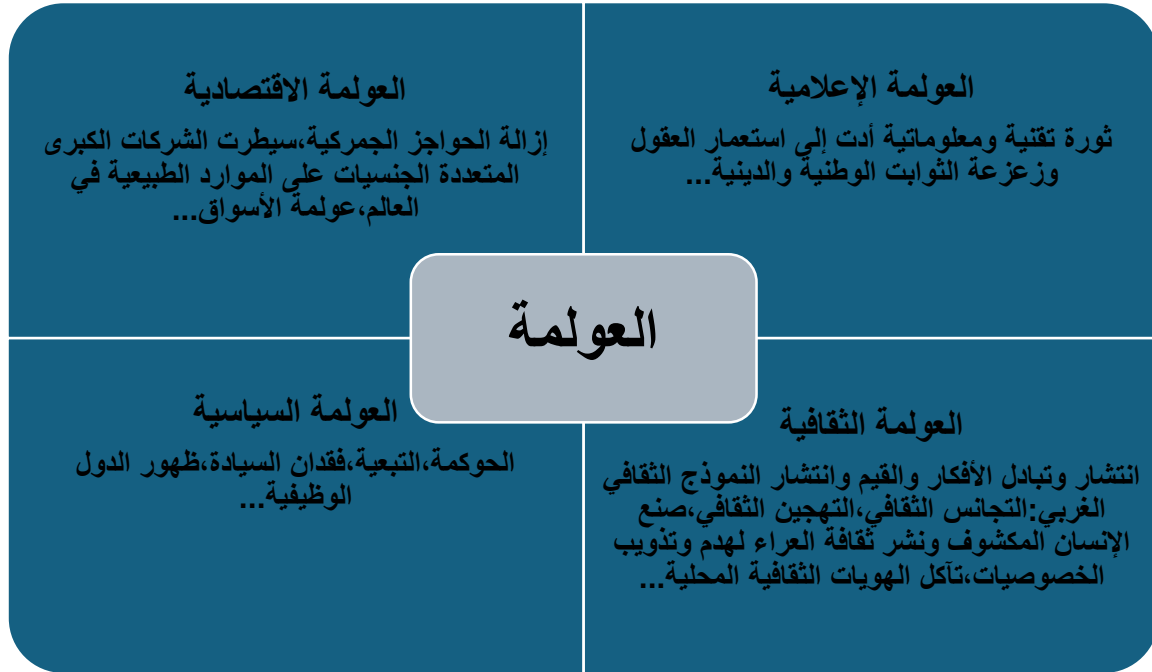 العولمة الإعلامية
ثورة تقنية ومعلوماتية أدت إلى استعمار العقول
وزعزعة الثوابت الوطنية والدينية...
العولمة الاقتصادية
إزالة الحواجز الجمركية،سيطرت الشركات الكبرى
المتعددة الجنسيات على الموارد الطبيعية في
العالم،عولمة الأسواق...
العولمة
العولمة الثقافية
انتشار وتبادل الأفكار والقيم وانتشار النموذج الثقافي
الغربي:التجانس الثقافي،التهجين الثقافي،صنع
الإنسان المكشوف ونشر ثقافة العراء لهدم وتذويب
الخصوصيات،تآكل الهويات الثقافية المحلية...
العولمة السياسية
الحوكمة،التبعية،فقدان السيادة،ظهور الدول
الوظيفية...